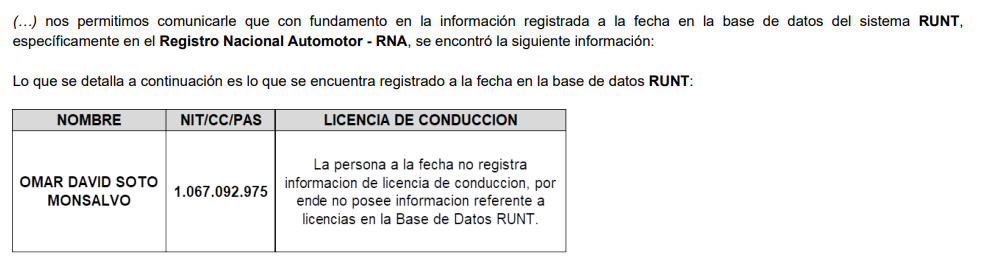 (…) nos permitimos comunicarle que con fundamento en la información registrada a la fecha en la base de datos del sistema RUNT,
específicamente en el Registro Nacional Automotor - RNA, se encontró la siguiente información:
Lo que se detalla a continuación es lo que se encuentra registrado a la fecha en la base de datos RUNT:
NOMBRE NIT/CC/PAS LICENCIA DE CONDUCCION
OMAR DAVID SOTO
MONSALVO
1.067.092.975
La persona a la fecha no registra
informacion de licencia de conduccion, por
ende no posee informacion referente a
licencias en la Base de Datos RUNT.